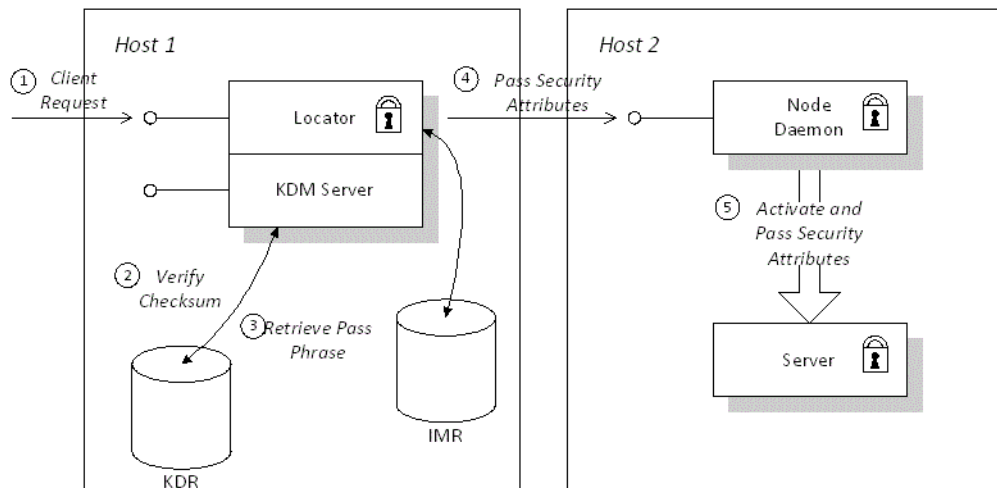 Host 1
Host 2
1
Client
Request
Locator
KDM Server
4
Pass Security
Attributes
Node
Daemon
5
Activate and
Pass Security
Attributes
2
Verify
Checksum
3
Retrieve Pass
Phrase
Server
IMR
KDR